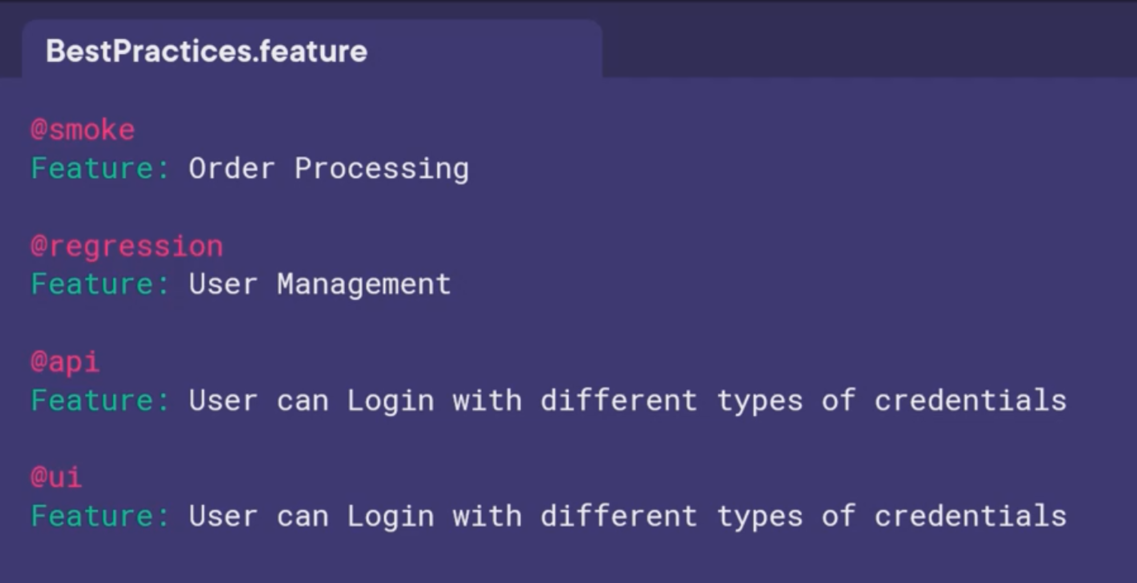 BestPractices.feature
@smoke
Feature: Order Processing
@regression
Feature: User Management
@api
Feature: User can Login with different types of credentials
@ui
Feature: User can Login with different types of credentials